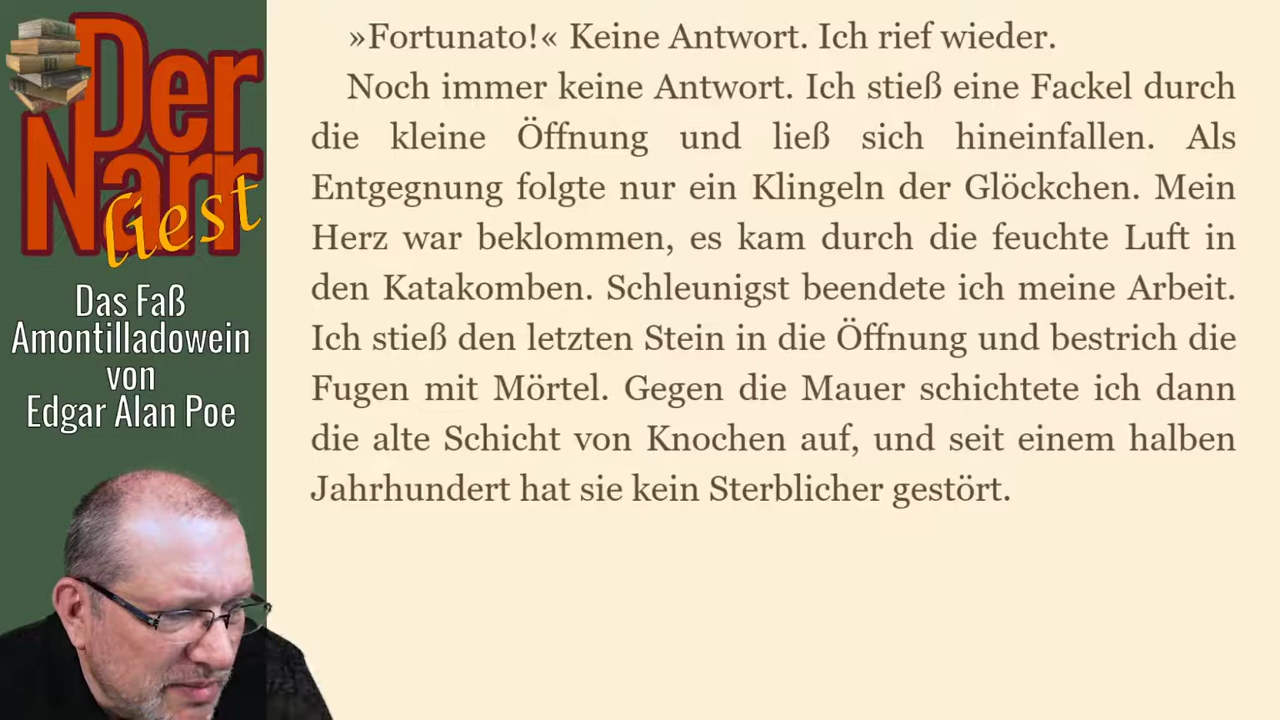 Der
Narr
liest
Das Faß
Amontilladowein
von
Edgar Alan Poe
»Fortunato!« Keine Antwort. Ich rief wieder.
Noch immer keine Antwort. Ich stieß eine Fackel durch
die kleine Öffnung und ließ sich hineinfallen. Als
Entgegnung folgte nur ein Klingeln der Glöckchen. Mein
Herz war beklommen, es kam durch die feuchte Luft in
den Katakomben. Schleunigst beendete ich meine Arbeit.
Ich stieß den letzten Stein in die Öffnung und bestrich die
Fugen mit Mörtel. Gegen die Mauer schichtete ich dann
die alte Schicht von Knochen auf, und seit einem halben
Jahrhundert hat sie kein Sterblicher gestört.